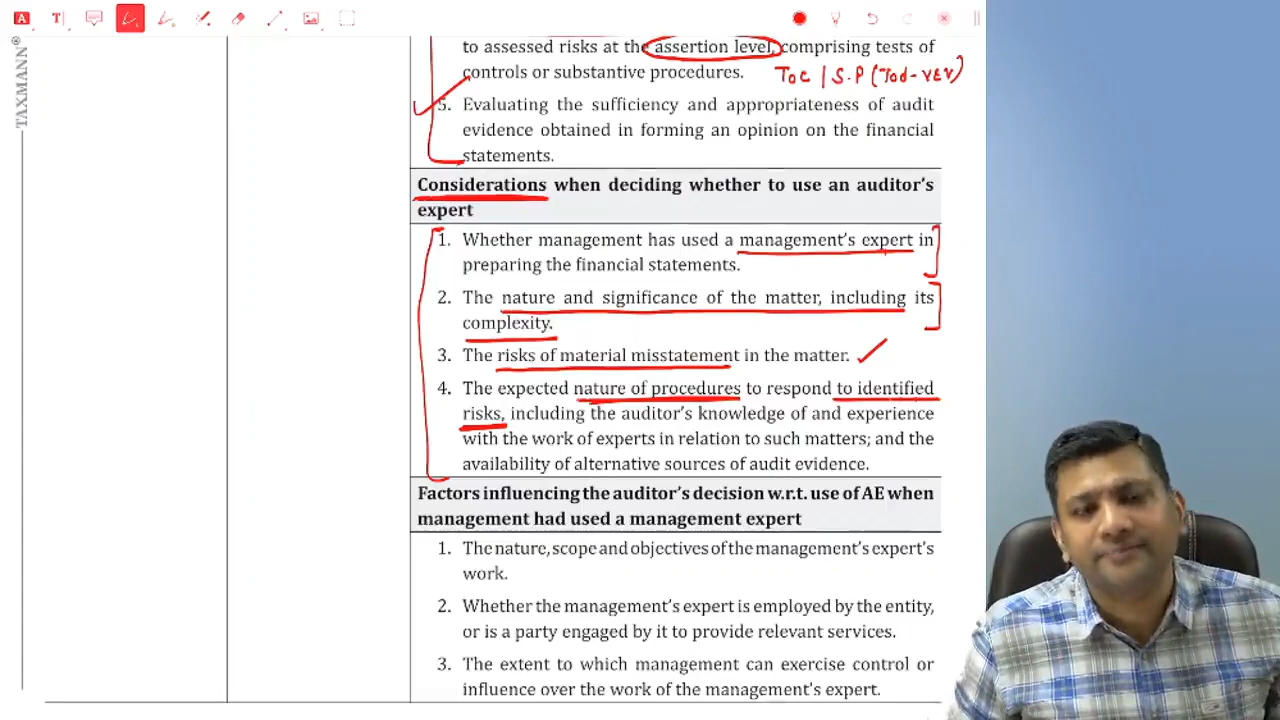 A
T
TAXMANN®
to assessed risks at the assertion level, comprising tests of
controls or substantive procedures.
TOC / S.P (TOD-
5. Evaluating the sufficiency and appropriateness of audit
evidence obtained in forming an opinion on the financial
statements.
Considerations when deciding whether to use an auditor's
expert
1. Whether management has used a management's expert in
preparing the financial statements.
2. The nature and significance of the matter, including its
complexity.
3. The risks of material misstatement in the matter.
4. The expected nature of procedures to respond to identified
risks, including the auditor's knowledge of and experience
with the work of experts in relation to such matters; and the
availability of alternative sources of audit evidence.
Factors influencing the auditor's decision w.r.t. use of AE when
management had used a management expert
1. The nature, scope and objectives of the management's expert's
work.
2. Whether the management's expert is employed by the entity,
or is a party engaged by it to provide relevant services.
3. The extent to which management can exercise control or
influence over the work of the management's expert.